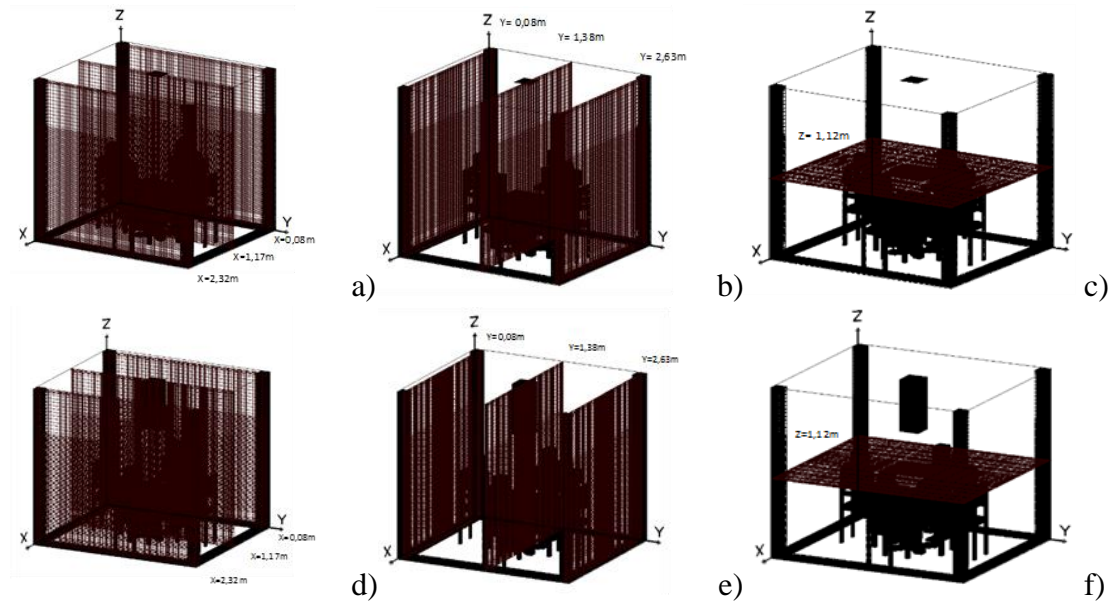 Z
X
Y
X=0,08m
X=1,17m
X=2,32m
a)
Z
Y= 0,08m
Y= 1,38m
Y= 2,63m
X
Y
b)
Z
Z= 1,12m
X
Y
c)
Z
X
Y
X=0,08m
X=1,17m
X=2,32m
d)
Z
Y=0,08m
Y=1,38m
Y=2,63m
X
Y
e)
Z
Z=1,12m
X
Y
f)